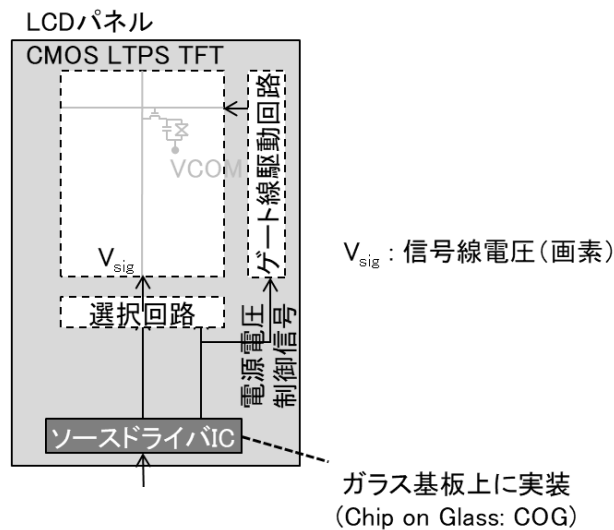 LCDパネル
CMOS LTPS TFT
VCOM
ゲート線駆動回路
V_sig
V_sig : 信号線電圧(画素)
選択回路
電源電圧
制御信号
ソースドライバIC
ガラス基板上に実装
(Chip on Glass: COG)